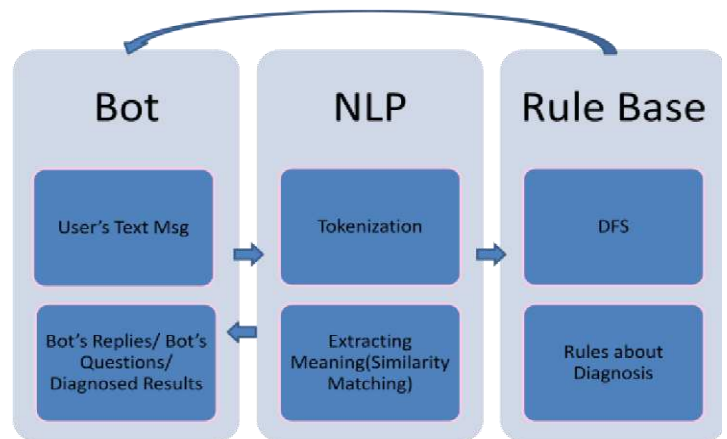 Bot
User's Text Msg
Bot's Replies/ Bot's
Questions/
Diagnosed Results
NLP
Tokenization
Extracting
Meaning(Similarity
Matching)
Rule Base
DFS
Rules about
Diagnosis